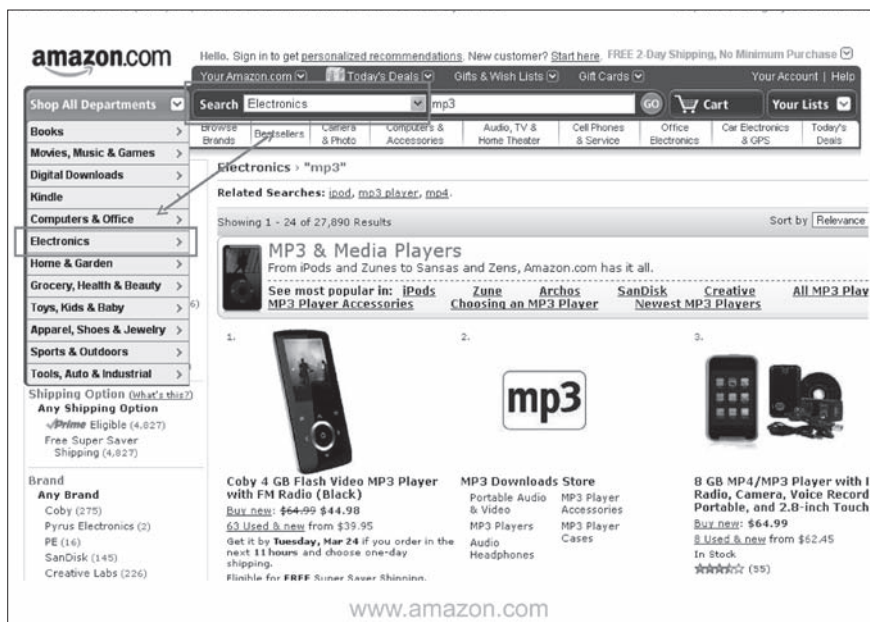 amazon.com
Hello. Sign in to get personalized recommendations. New customer? Start here. FREE 2-Day Shipping, No Minimum Purchase
Your Amazon.com Today's Deals Gifts & Wish Lists Gift Cards Your Account | Help
Shop All Departments Search Electronics mp3 GO Cart Your Lists
Browse Brands Bestsellers Camera & Photo Computers & Accessories Audio, TV & Home Theater Cell Phones & Service Office Electronics Car Electronics & GPS Today's Deals
Books
Movies, Music & Games
Digital Downloads
Kindle
Computers & Office
Electronics
Home & Garden
Grocery, Health & Beauty
Toys, Kids & Baby
Apparel, Shoes & Jewelry
Sports & Outdoors
Tools, Auto & Industrial
Electronics › "mp3"
Related Searches: ipod, mp3 player, mp4.
Showing 1 - 24 of 27,890 Results Sort by Relevance
MP3 & Media Players
From iPods and Zunes to Sansas and Zens, Amazon.com has it all.
See most popular in: iPods Zune Archos SanDisk Creative All MP3 Play
MP3 Player Accessories Choosing an MP3 Player Newest MP3 Players
Shipping Option (What's this?)
Any Shipping Option
Prime Eligible (4,827)
Free Super Saver
Shipping (4,827)
Brand
Any Brand
Coby (275)
Pyrus Electronics (2)
PE (16)
SanDisk (145)
Creative Labs (226)
1.
Coby 4 GB Flash Video MP3 Player
with FM Radio (Black)
Buy new: $64.99 $44.98
63 Used & new from $39.95
Get it by Tuesday, Mar 24 if you order in the
next 11 hours and choose one-day
shipping.
Eligible for FREE Super Saver Shipping.
2.
mp3
MP3 Downloads Store
Portable Audio
& Video
MP3 Players
Audio
Headphones
MP3 Player
Accessories
MP3 Player
Cases
3.
8 GB MP4/MP3 Player with
Radio, Camera, Voice Record
Portable, and 2.8-inch Touch
Buy new: $64.99
8 Used & new from $62.45
In Stock
(55)
www.amazon.com